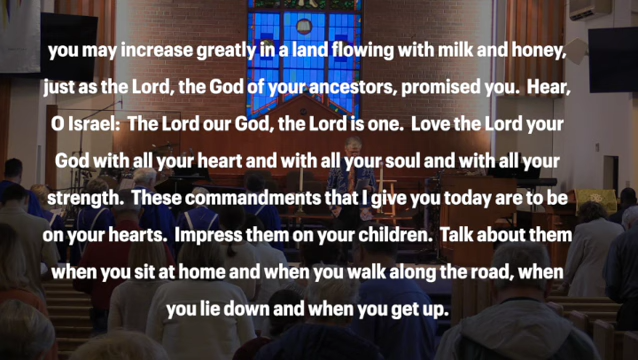 you may increase greatly in a land flowing with milk and honey,
just as the Lord, the God of your ancestors, promised you.  Hear,
O Israel:  The Lord our God, the Lord is one.  Love the Lord your
God with all your heart and with all your soul and with all your
strength.  These commandments that I give you today are to be
on your hearts.  Impress them on your children.  Talk about them
when you sit at home and when you walk along the road, when
you lie down and when you get up.